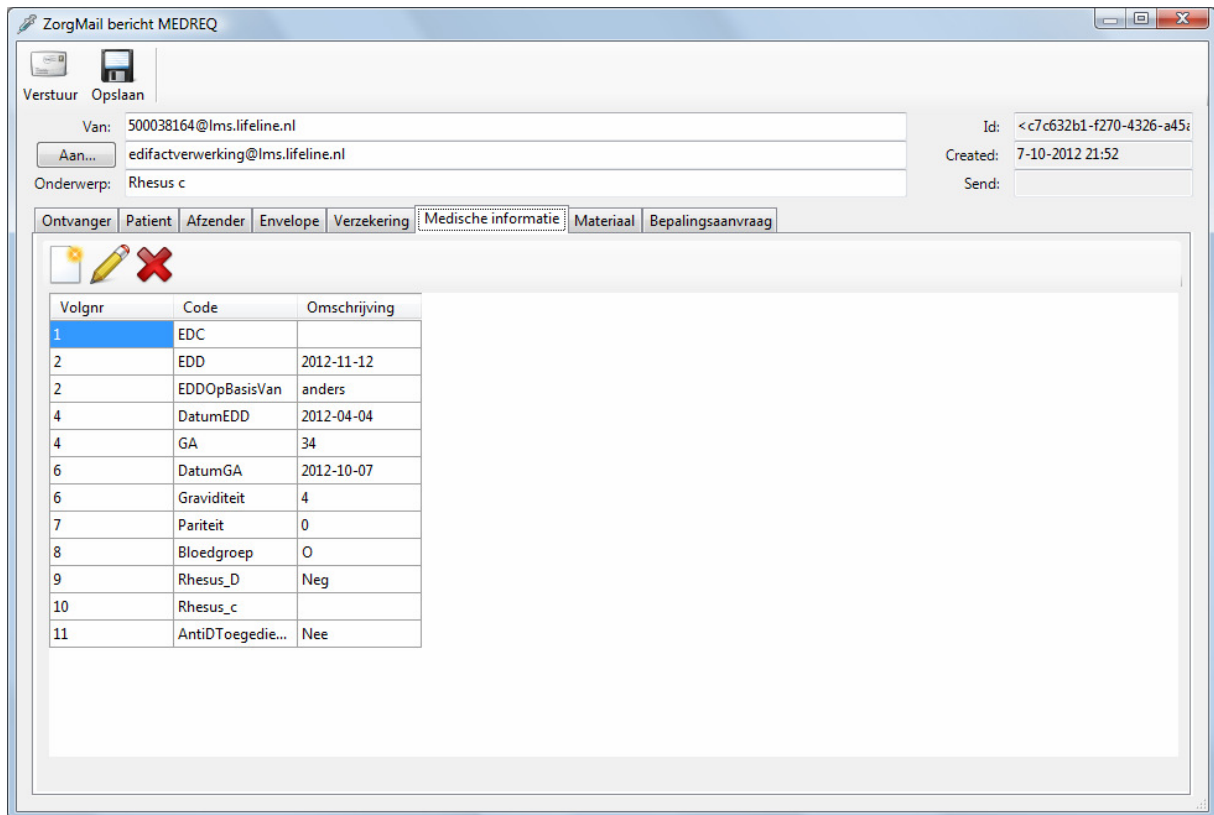 ZorgMail bericht MEDREQ
Verstuur Opslaan
Van: 500038164@lms.lifeline.nl Id: <c7c632b1-f270-4326-a45a
Aan... edifactverwerking@lms.lifeline.nl Created: 7-10-2012 21:52
Onderwerp: Rhesus c Send:
Ontvanger Patient Afzender Envelope Verzekering Medische informatie Materiaal Bepalingsaanvraag
Volgnr Code Omschrijving
1 EDC
2 EDD 2012-11-12
2 EDDOpBasisVan anders
4 DatumEDD 2012-04-04
4 GA 34
6 DatumGA 2012-10-07
6 Graviditeit 4
7 Pariteit 0
8 Bloedgroep O
9 Rhesus_D Neg
10 Rhesus_c
11 AntiDToegedie... Nee